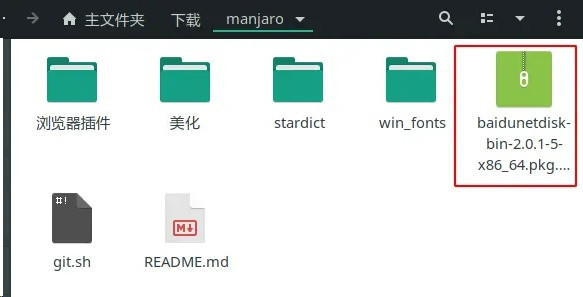 主文件夹 下载 manjaro
浏览器插件 美化 stardict win_fonts baidunetdisk-
bin-2.0.1-5-
x86_64.pkg....
#! M
git.sh README.md